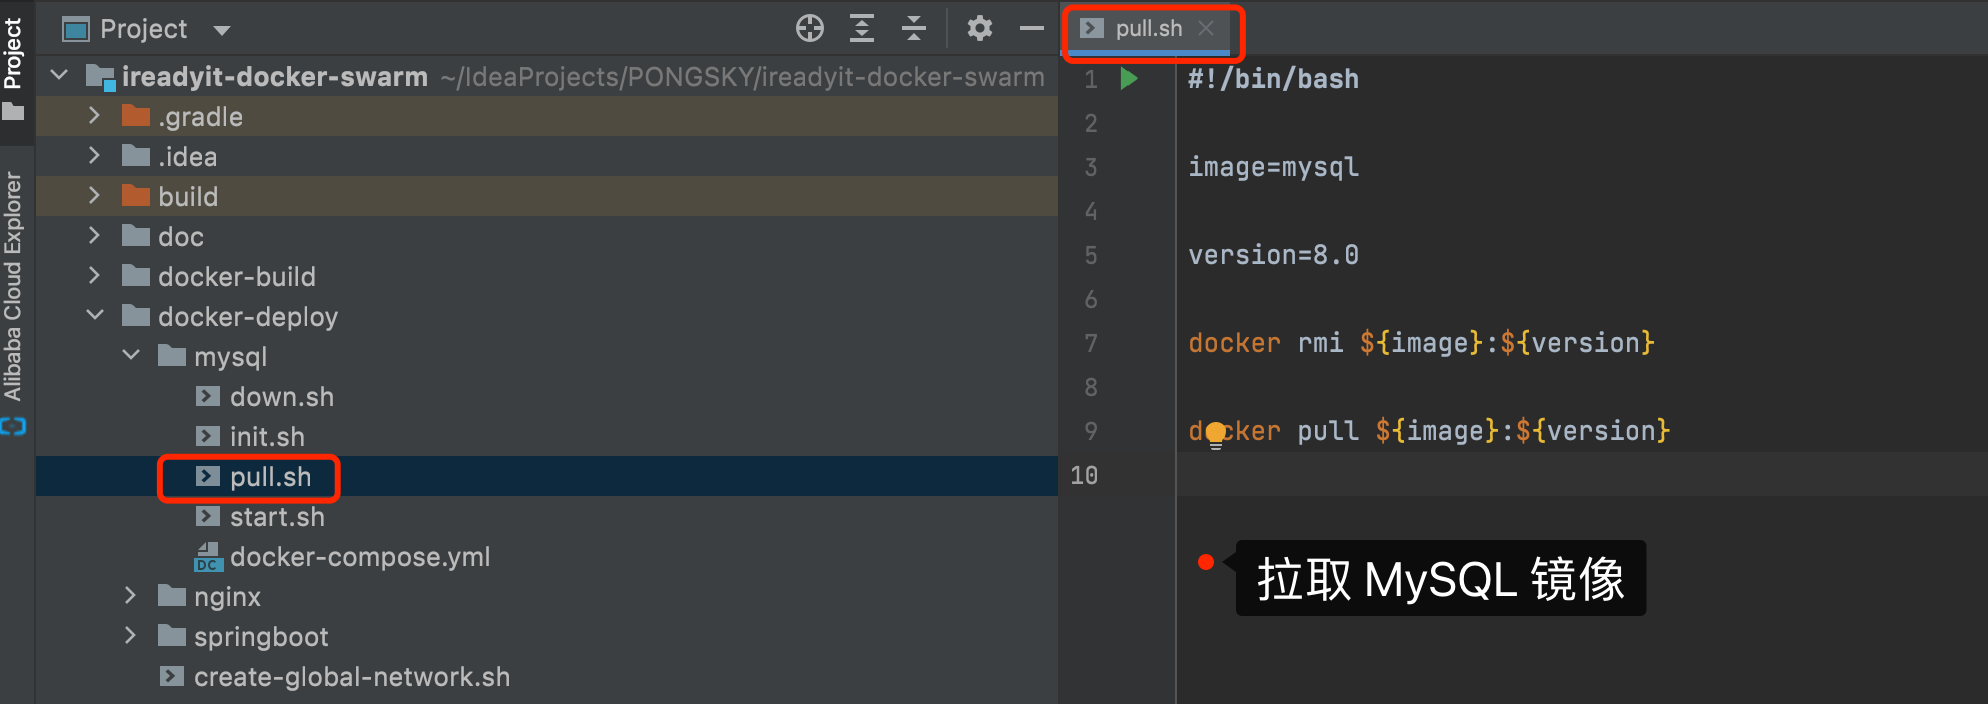 Project
Project
Alibaba Cloud Explorer
ireadyit-docker-swarm ~/IdeaProjects/PONGSKY/ireadyit-docker-swarm
.gradle
.idea
build
doc
docker-build
docker-deploy
mysql
down.sh
init.sh
pull.sh
start.sh
DC docker-compose.yml
nginx
springboot
create-global-network.sh
pull.sh
1 #!/bin/bash
2
3 image=mysql
4
5 version=8.0
6
7 docker rmi ${image}:${version}
8
9 docker pull ${image}:${version}
10
拉取 MySQL 镜像